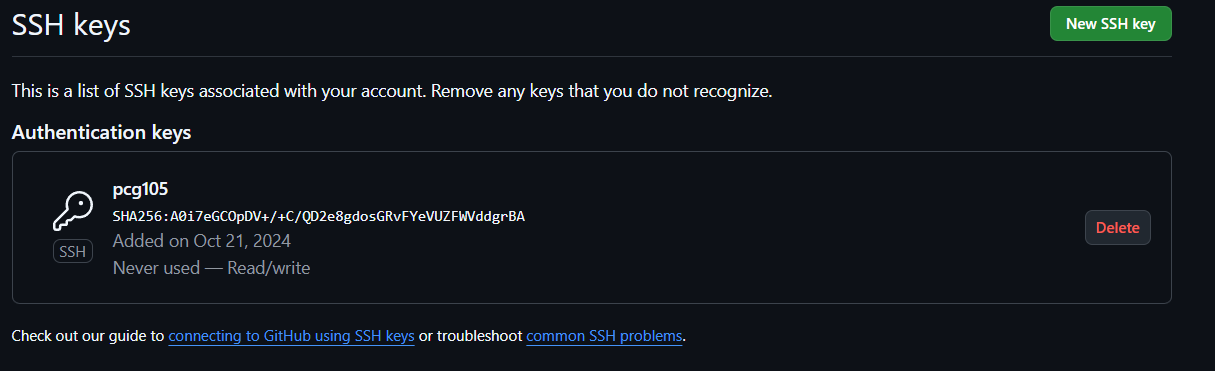 SSH keys
New SSH key
This is a list of SSH keys associated with your account. Remove any keys that you do not recognize.
Authentication keys
pcg105
SHA256:A0i7eGCOpDV+/+C/QD2e8gdosGRvFYeVUZFWVddgrBA
SSH
Added on Oct 21, 2024
Never used — Read/write
Delete
Check out our guide to connecting to GitHub using SSH keys or troubleshoot common SSH problems.